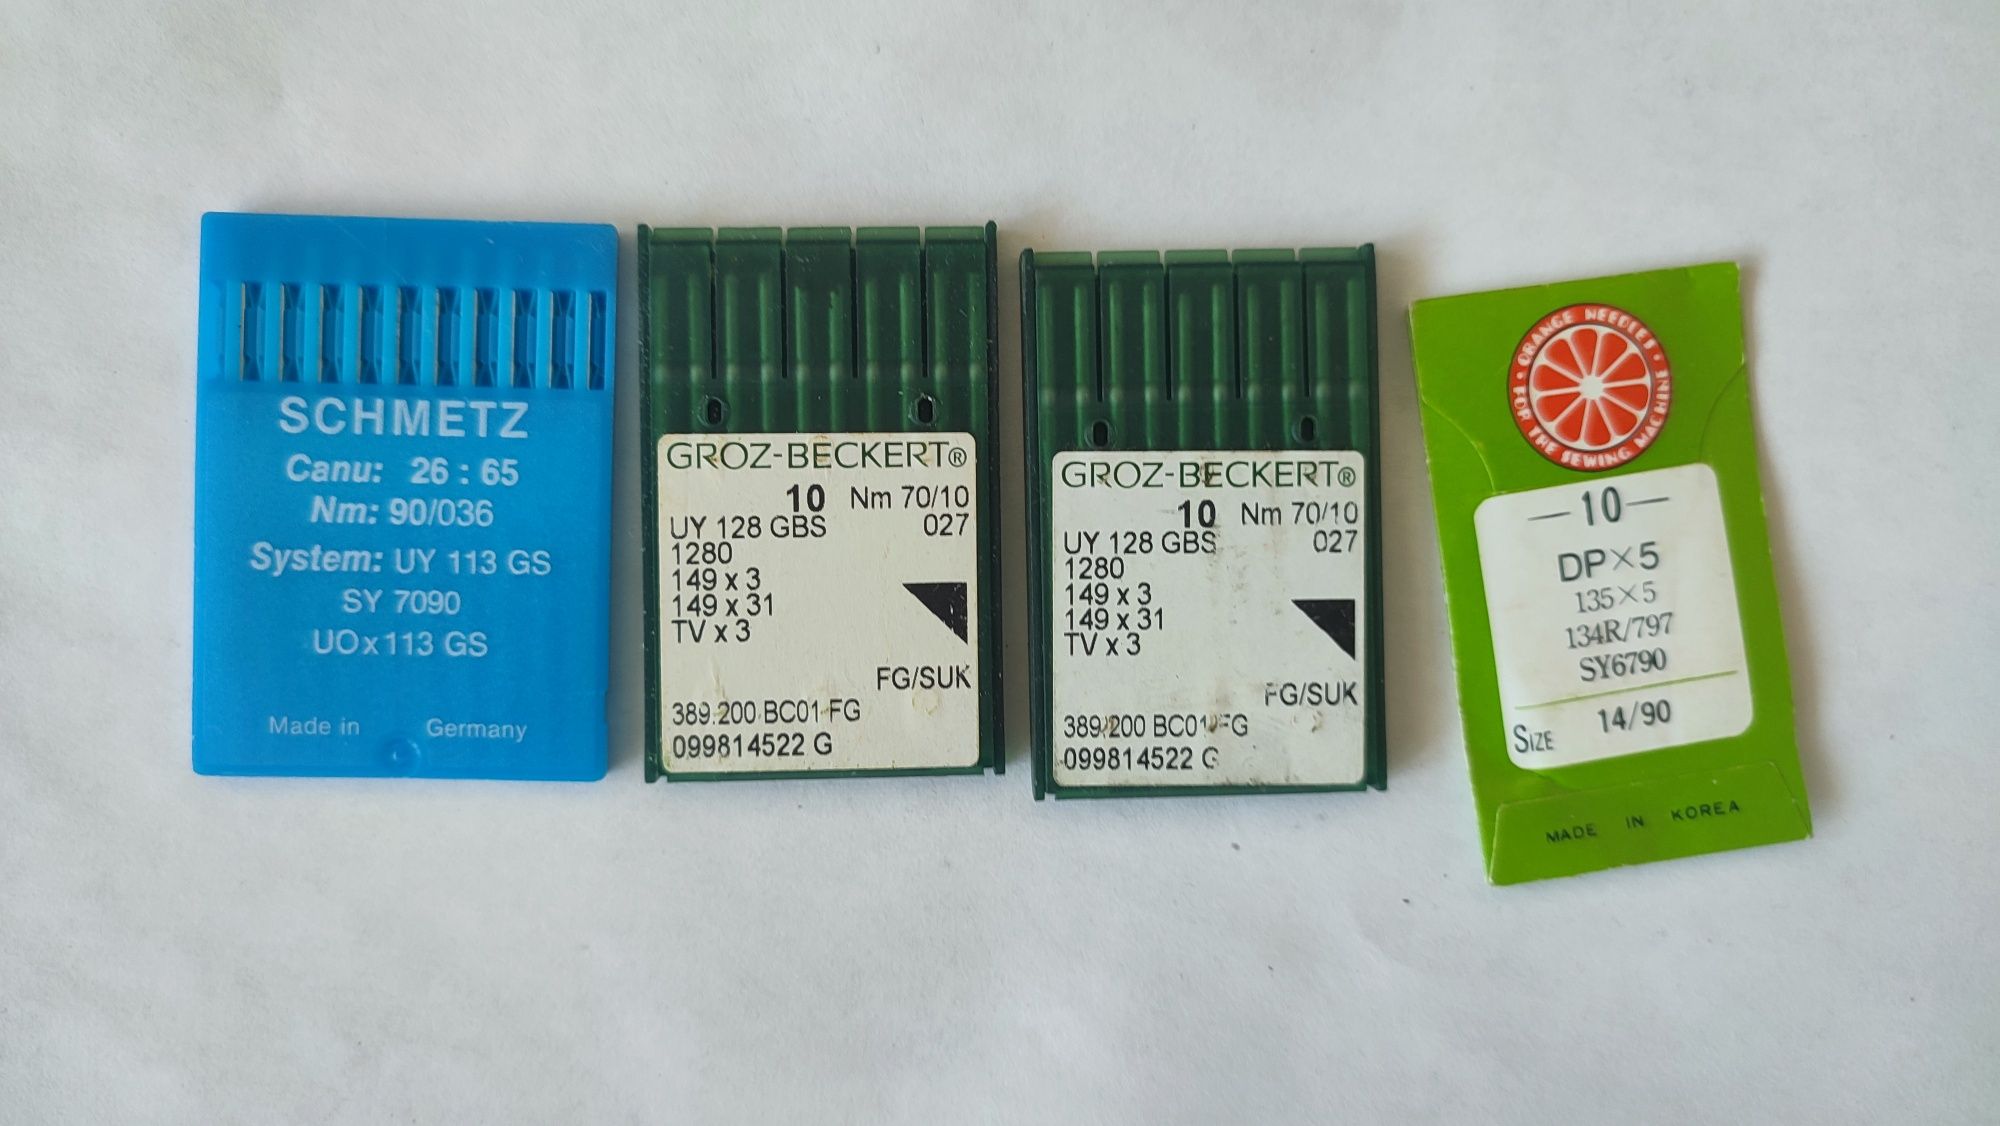 SCHMETZ
Canu: 26 : 65
Nm: 90/036
System: UY 113 GS
SY 7090
UOx113 GS
Made in Germany
GROZ-BECKERT®
10 Nm 70/10
UY 128 GBS 027
1280
149 x 3
149 x 31
TV x 3
FG/SUK
389.200 BC01 FG
099814522 G
GROZ-BECKERT®
10 Nm 70/10
UY 128 GBS 027
1280
149 x 3
149 x 31
TV x 3
FG/SUK
389.200 BC01 FG
099814522 G
ORANGE NEEDLES
FOR THE SEWING MACHINE
—10—
DP×5
135×5
134R/797
SY6790
SIZE 14/90
MADE IN KOREA